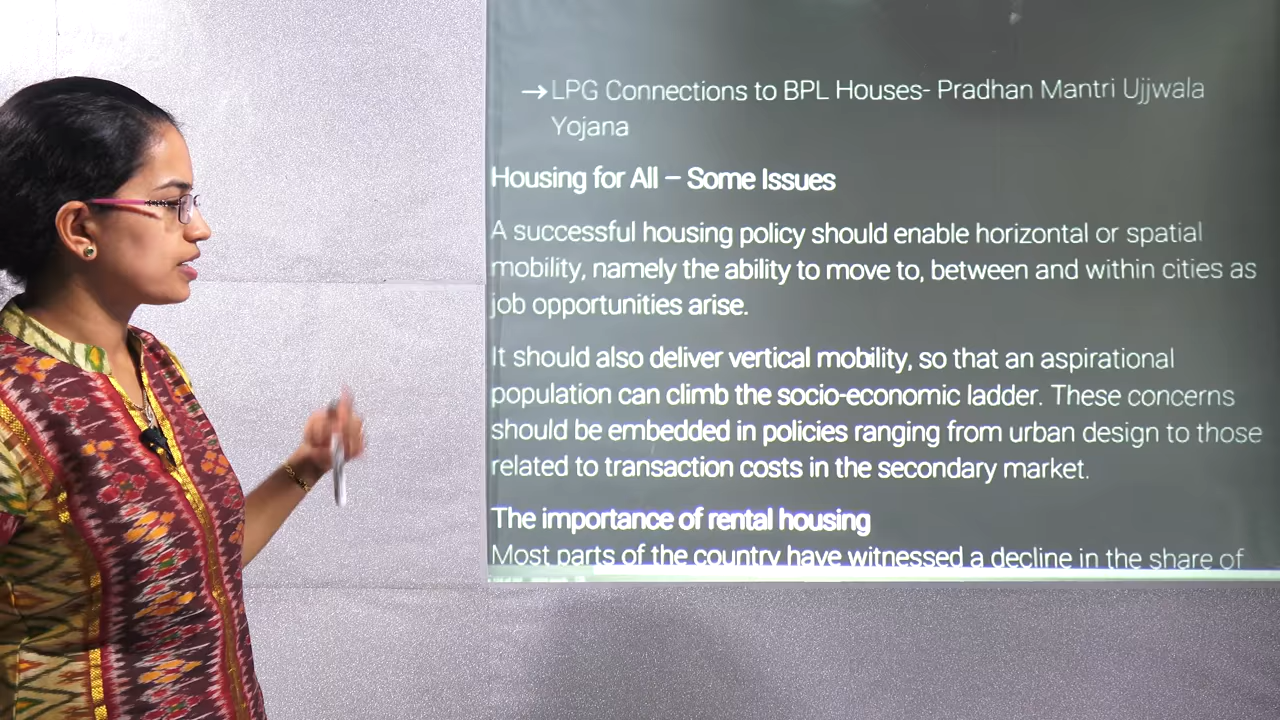 →LPG Connections to BPL Houses- Pradhan Mantri Ujjwala
Yojana
Housing for All – Some Issues
A successful housing policy should enable horizontal or spatial
mobility, namely the ability to move to, between and within cities as
job opportunities arise.
It should also deliver vertical mobility, so that an aspirational
population can climb the socio-economic ladder. These concerns
should be embedded in policies ranging from urban design to those
related to transaction costs in the secondary market.
The importance of rental housing
Most parts of the country have witnessed a decline in the share of